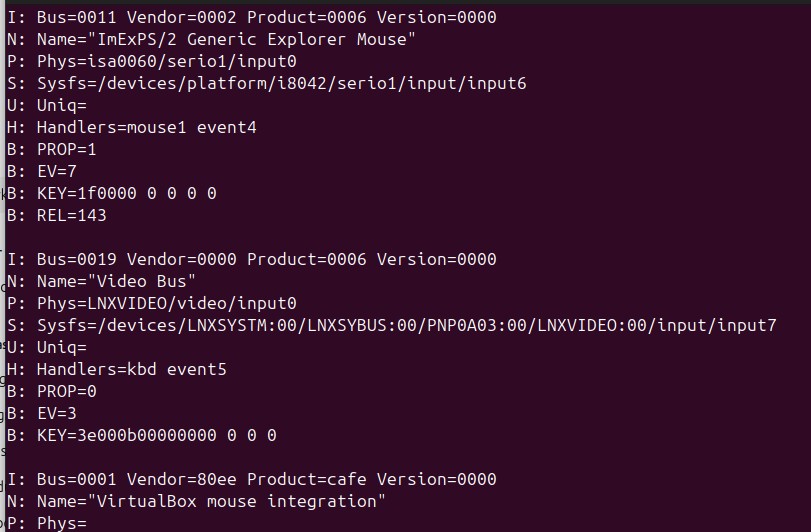 I: Bus=0011 Vendor=0002 Product=0006 Version=0000
N: Name="ImExPS/2 Generic Explorer Mouse"
P: Phys=isa0060/serio1/input0
S: Sysfs=/devices/platform/i8042/serio1/input/input6
U: Uniq=
H: Handlers=mouse1 event4
B: PROP=1
B: EV=7
B: KEY=1f0000 0 0 0 0
B: REL=143
I: Bus=0019 Vendor=0000 Product=0006 Version=0000
N: Name="Video Bus"
P: Phys=LNXVIDEO/video/input0
S: Sysfs=/devices/LNXSYSTM:00/LNXSYBUS:00/PNP0A03:00/LNXVIDEO:00/input/input7
U: Uniq=
H: Handlers=kbd event5
B: PROP=0
B: EV=3
B: KEY=3e000b00000000 0 0 0
I: Bus=0001 Vendor=80ee Product=cafe Version=0000
N: Name="VirtualBox mouse integration"
P: Phys=